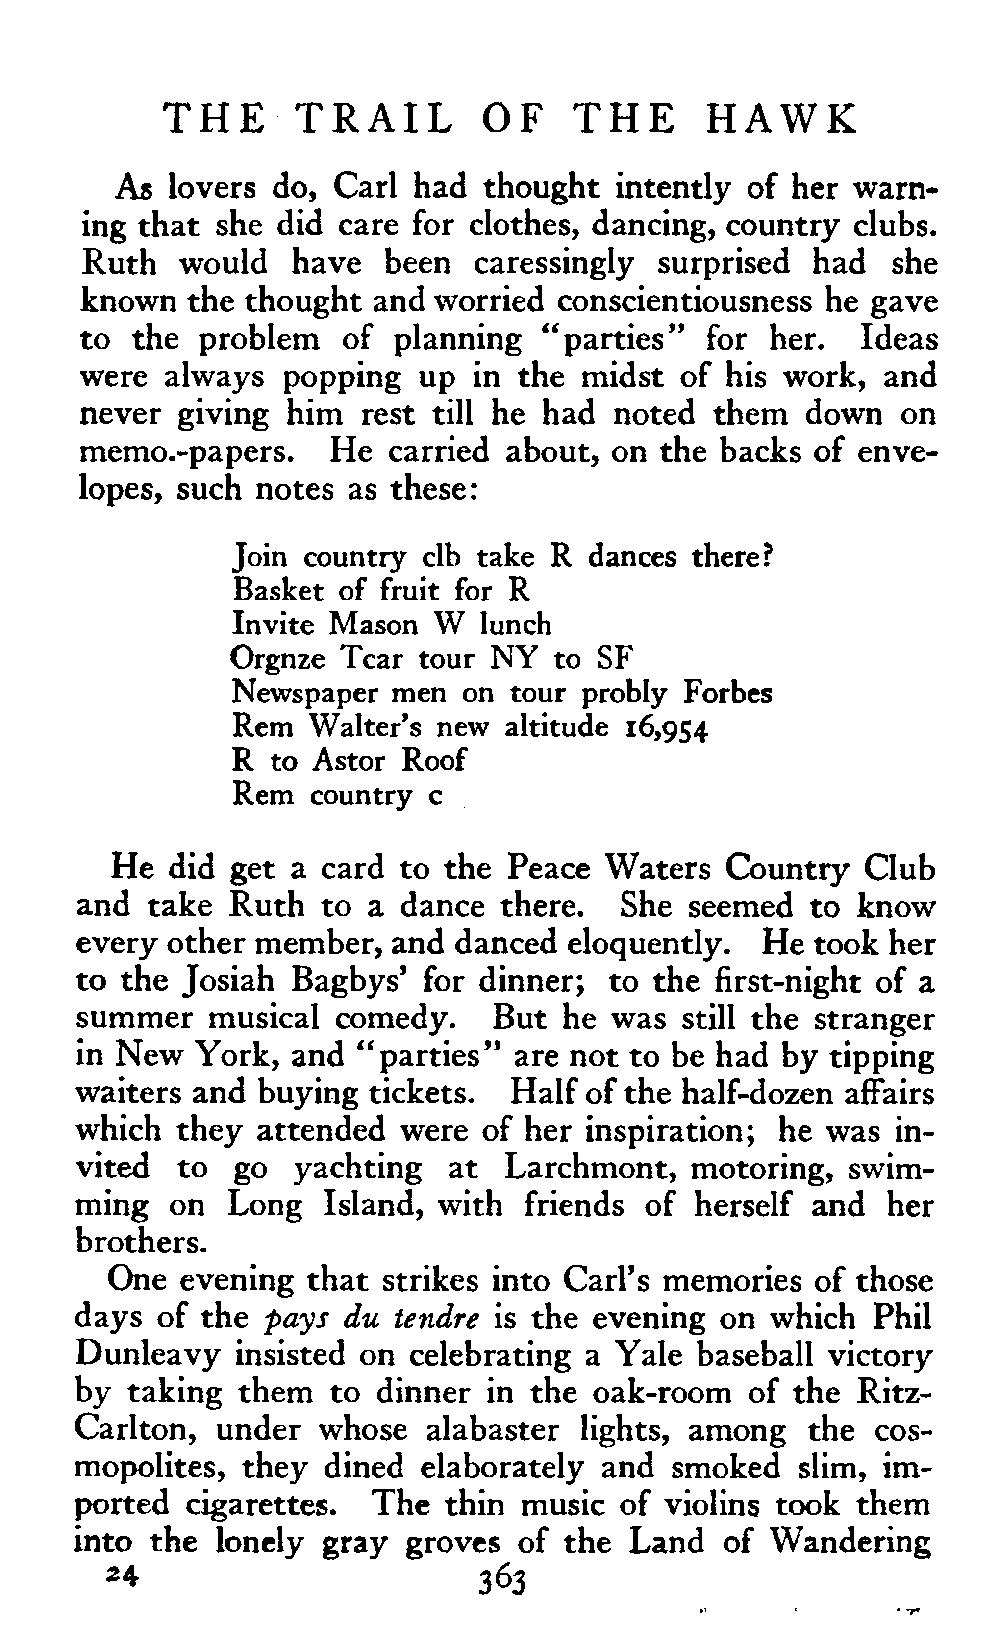 THE TRAIL OF THE HAWK
As lovers do, Carl had thought intently of her warn-
ing that she did care for clothes, dancing, country clubs.
Ruth would have been caressingly surprised had she
known the thought and worried conscientiousness he gave
to the problem of planning “parties” for her. Ideas
were always popping up in the midst of his work, and
never giving him rest till he had noted them down on
memo.-papers. He carried about, on the backs of enve-
lopes, such notes as these:
Join country clb take R dances there?
Basket of fruit for R
Invite Mason W lunch
Orgnze Tcar tour NY to SF
Newspaper men on tour probly Forbes
Rem Walter’s new altitude 16,954
R to Astor Roof
Rem country c
He did get a card to the Peace Waters Country Club
and take Ruth to a dance there. She seemed to know
every other member, and danced eloquently. He took her
to the Josiah Bagbys’ for dinner; to the first-night of a
summer musical comedy. But he was still the stranger
in New York, and “parties” are not to be had by tipping
waiters and buying tickets. Half of the half-dozen affairs
which they attended were of her inspiration; he was in-
vited to go yachting at Larchmont, motoring, swim-
ming on Long Island, with friends of herself and her
brothers.
One evening that strikes into Carl’s memories of those
days of the pays du tendre is the evening on which Phil
Dunleavy insisted on celebrating a Yale baseball victory
by taking them to dinner in the oak-room of the Ritz-
Carlton, under whose alabaster lights, among the cos-
mopolites, they dined elaborately and smoked slim, im-
ported cigarettes. The thin music of violins took them
into the lonely gray groves of the Land of Wandering
24 363